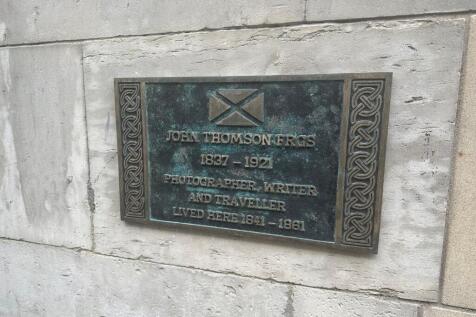 JOHN THOMSON FRGS
1837 - 1921
PHOTOGRAPHER, WRITER
AND TRAVELLER
LIVED HERE 1841 - 1861